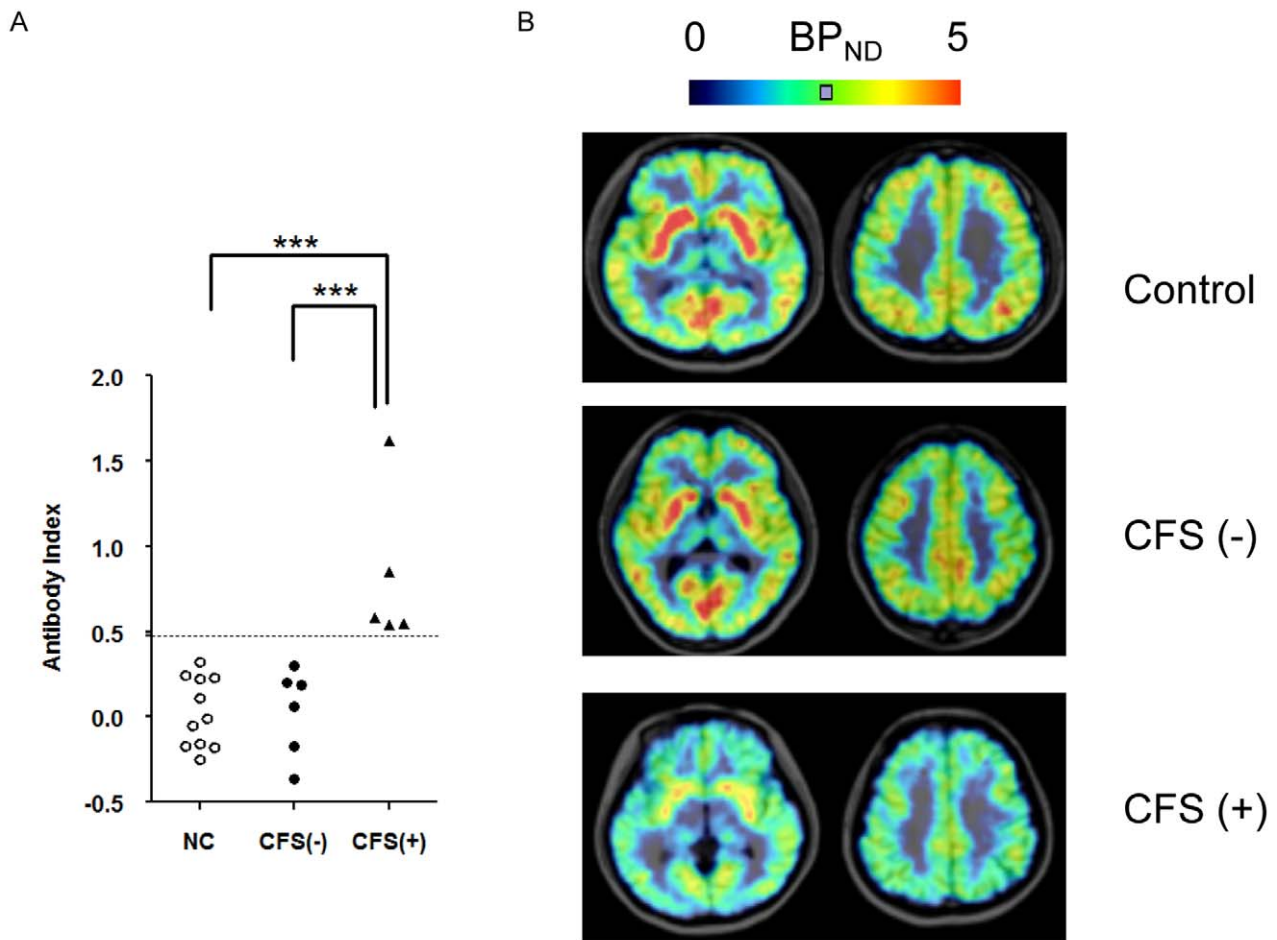 A
***
***
2.0
1.5
1.0
0.5
0.0
-0.5
Antibody Index
NC CFS(-) CFS(+)
B
0 BPND 5
Control
CFS (-)
CFS (+)